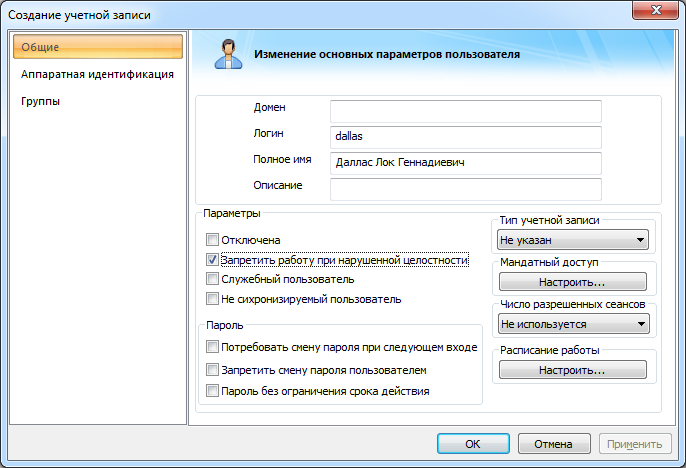 Создание учетной записи
Общие
Аппаратная идентификация
Группы
Изменение основных параметров пользователя
Домен
Логин
dallas
Полное имя
Даллас Лок Геннадиевич
Описание
Параметры
Отключена
Запретить работу при нарушенной целостности
Служебный пользователь
Не сихронизируемый пользователь
Пароль
Потребовать смену пароля при следующем входе
Запретить смену пароля пользователем
Пароль без ограничения срока действия
Тип учетной записи
Не указан
Мандатный доступ
Настроить...
Число разрешенных сеансов
Не используется
Расписание работы
Настроить...
OK
Отмена
Применить